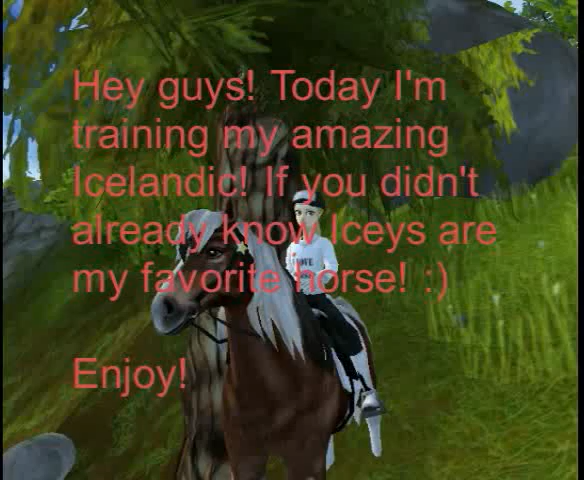 Hey guys! Today I'm
training my amazing
Icelandic! If you didn't
already know Iceys are
my favorite horse! :)
Enjoy!